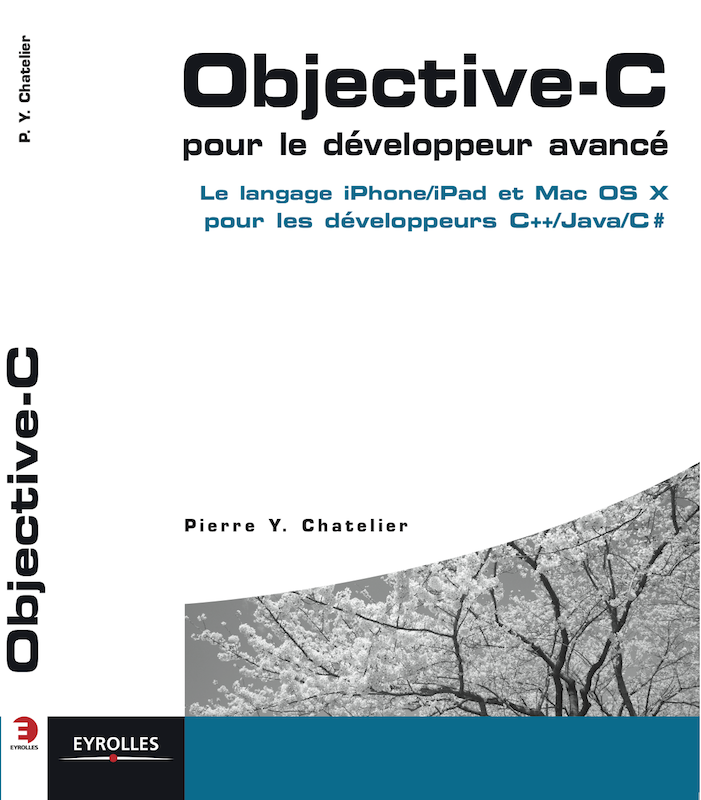 P. Y. Chatelier
Objective-C
EYROLLES
Objective-C
pour le développeur avancé
Le langage iPhone/iPad et Mac OS X
pour les développeurs C++/Java/C#
Pierre Y. Chatelier
EYROLLES